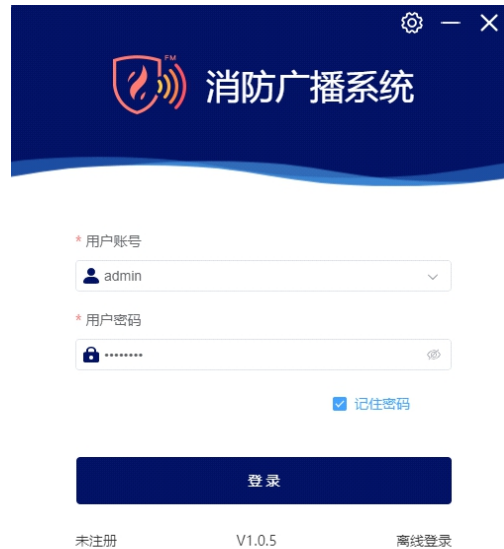 FM
消防广播系统
* 用户账号
admin
* 用户密码
••••••••
记住密码
登录
未注册 V1.0.5 离线登录